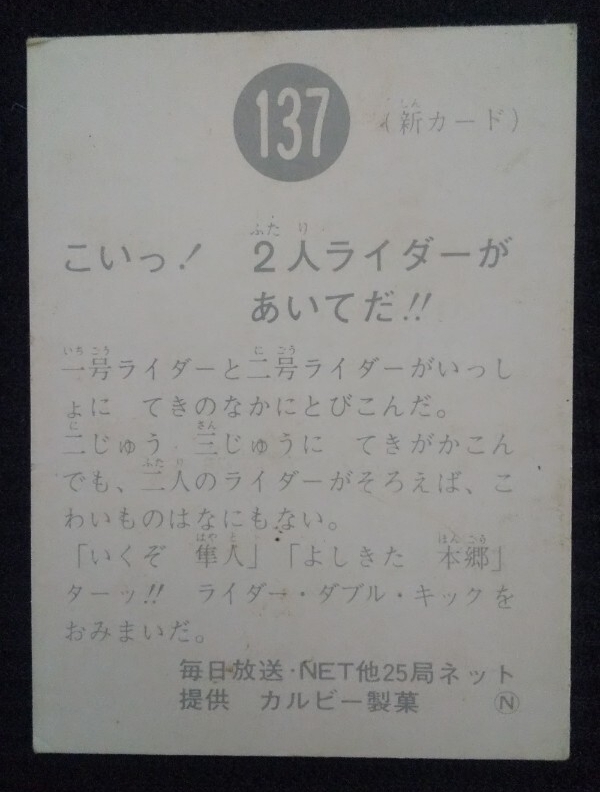 137
(新カード)
こいっ! 2人ライダーが
あいてだ!!
一号ライダーと二号ライダーがいっし
ょに てきのなかにとびこんだ。
二じゅう 三じゅうに てきがかこん
でも、二人のライダーがそろえば、こ
わいものはなにもない。
「いくぞ 隼人」「よしきた 本郷」
ターッ!! ライダー・ダブル・キックを
おみまいだ。
毎日放送・NET他25局ネット
提供 カルビー製菓 Ⓝ